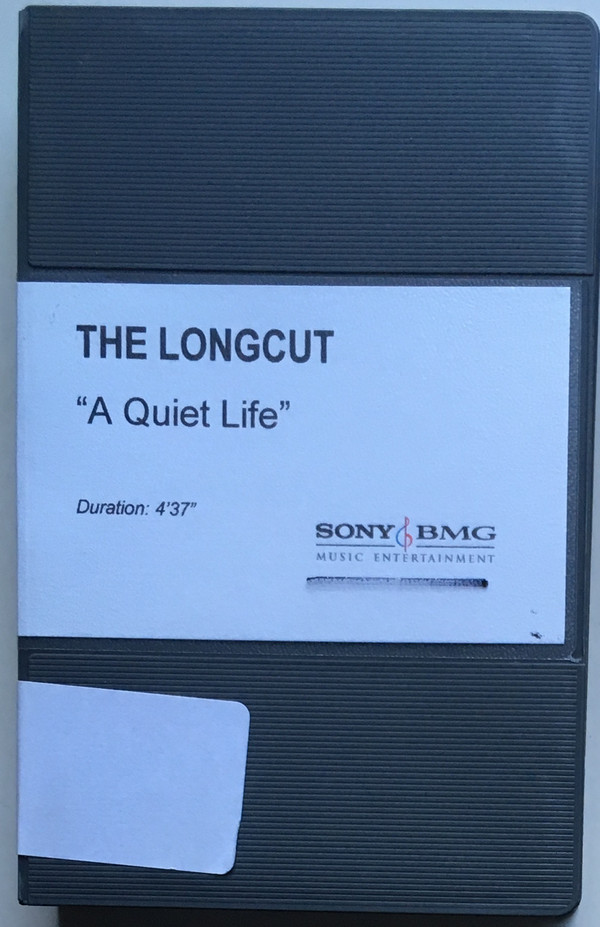 THE LONGCUT
“A Quiet Life”
Duration: 4'37”
SONY BMG
MUSIC ENTERTAINMENT